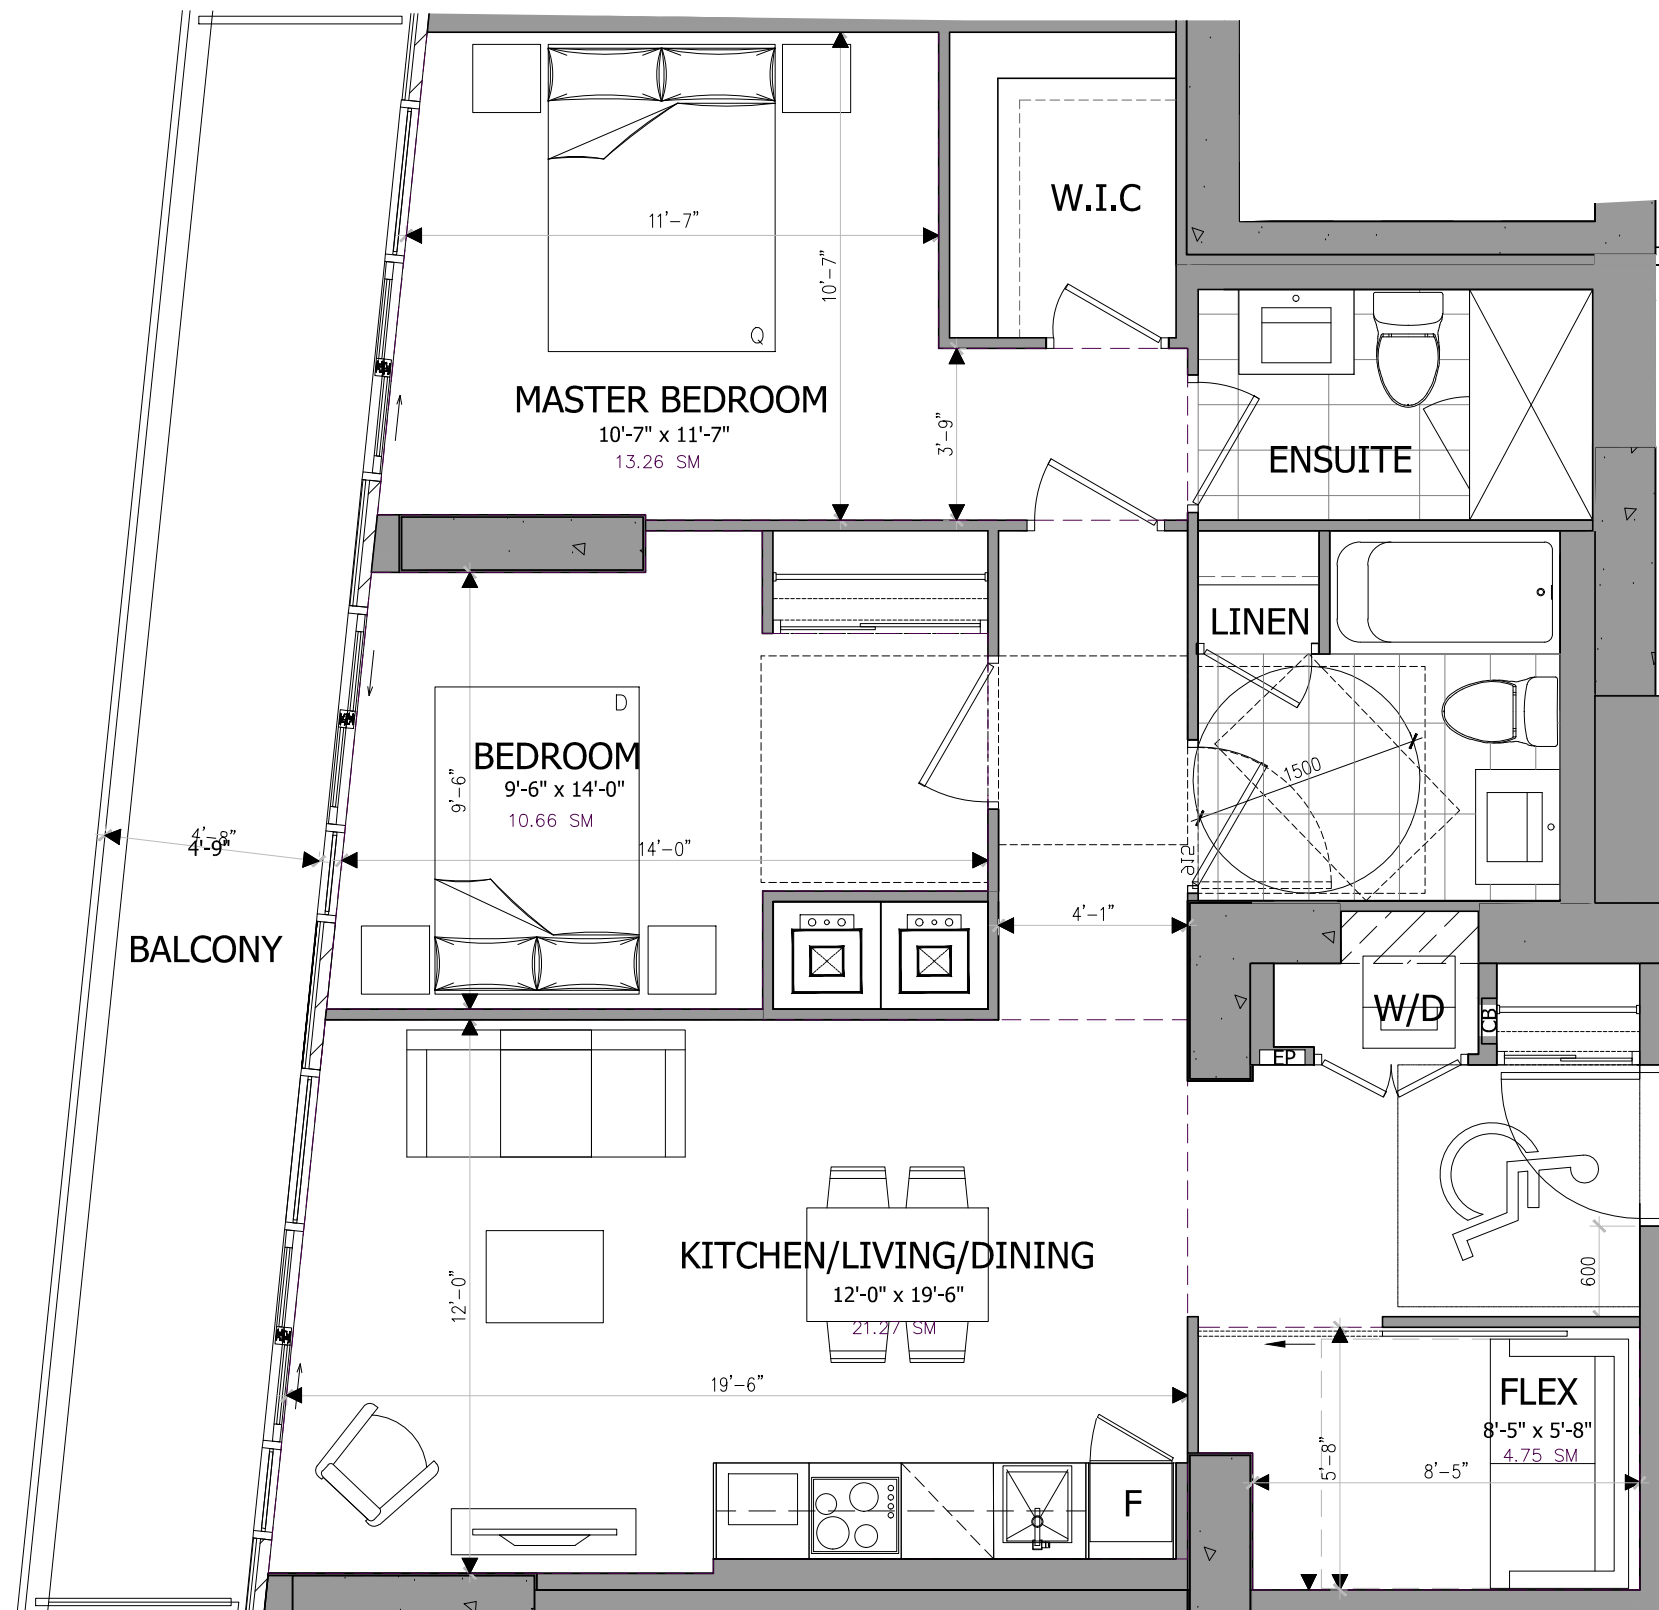 W.I.C
11'-7"
10'-7"
Q
MASTER BEDROOM
10'-7" x 11'-7"
13.26 SM
3'-9"
ENSUITE
LINEN
D
BEDROOM
9'-6" x 14'-0"
10.66 SM
9'-6"
14'-0"
1500
915
4'-8"
4'-9"
BALCONY
4'-1"
W/D
CB
EP
KITCHEN/LIVING/DINING
12'-0" x 19'-6"
21.27 SM
12'-0"
19'-6"
600
FLEX
8'-5" x 5'-8"
4.75 SM
5'-8"
8'-5"
F